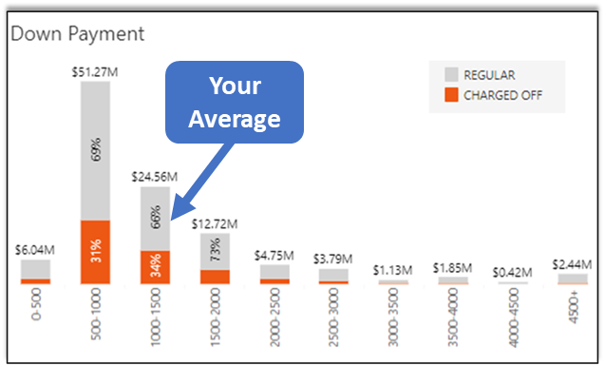 Down Payment
$51.27M
Your
Average
REGULAR
CHARGED OFF
69%
31%
$24.56M
66%
34%
$6.04M
$12.72M
73%
$4.75M
$3.79M
$1.13M
$1.85M
$0.42M
$2.44M
0-500
500-1000
1000-1500
1500-2000
2000-2500
2500-3000
3000-3500
3500-4000
4000-4500
4500+